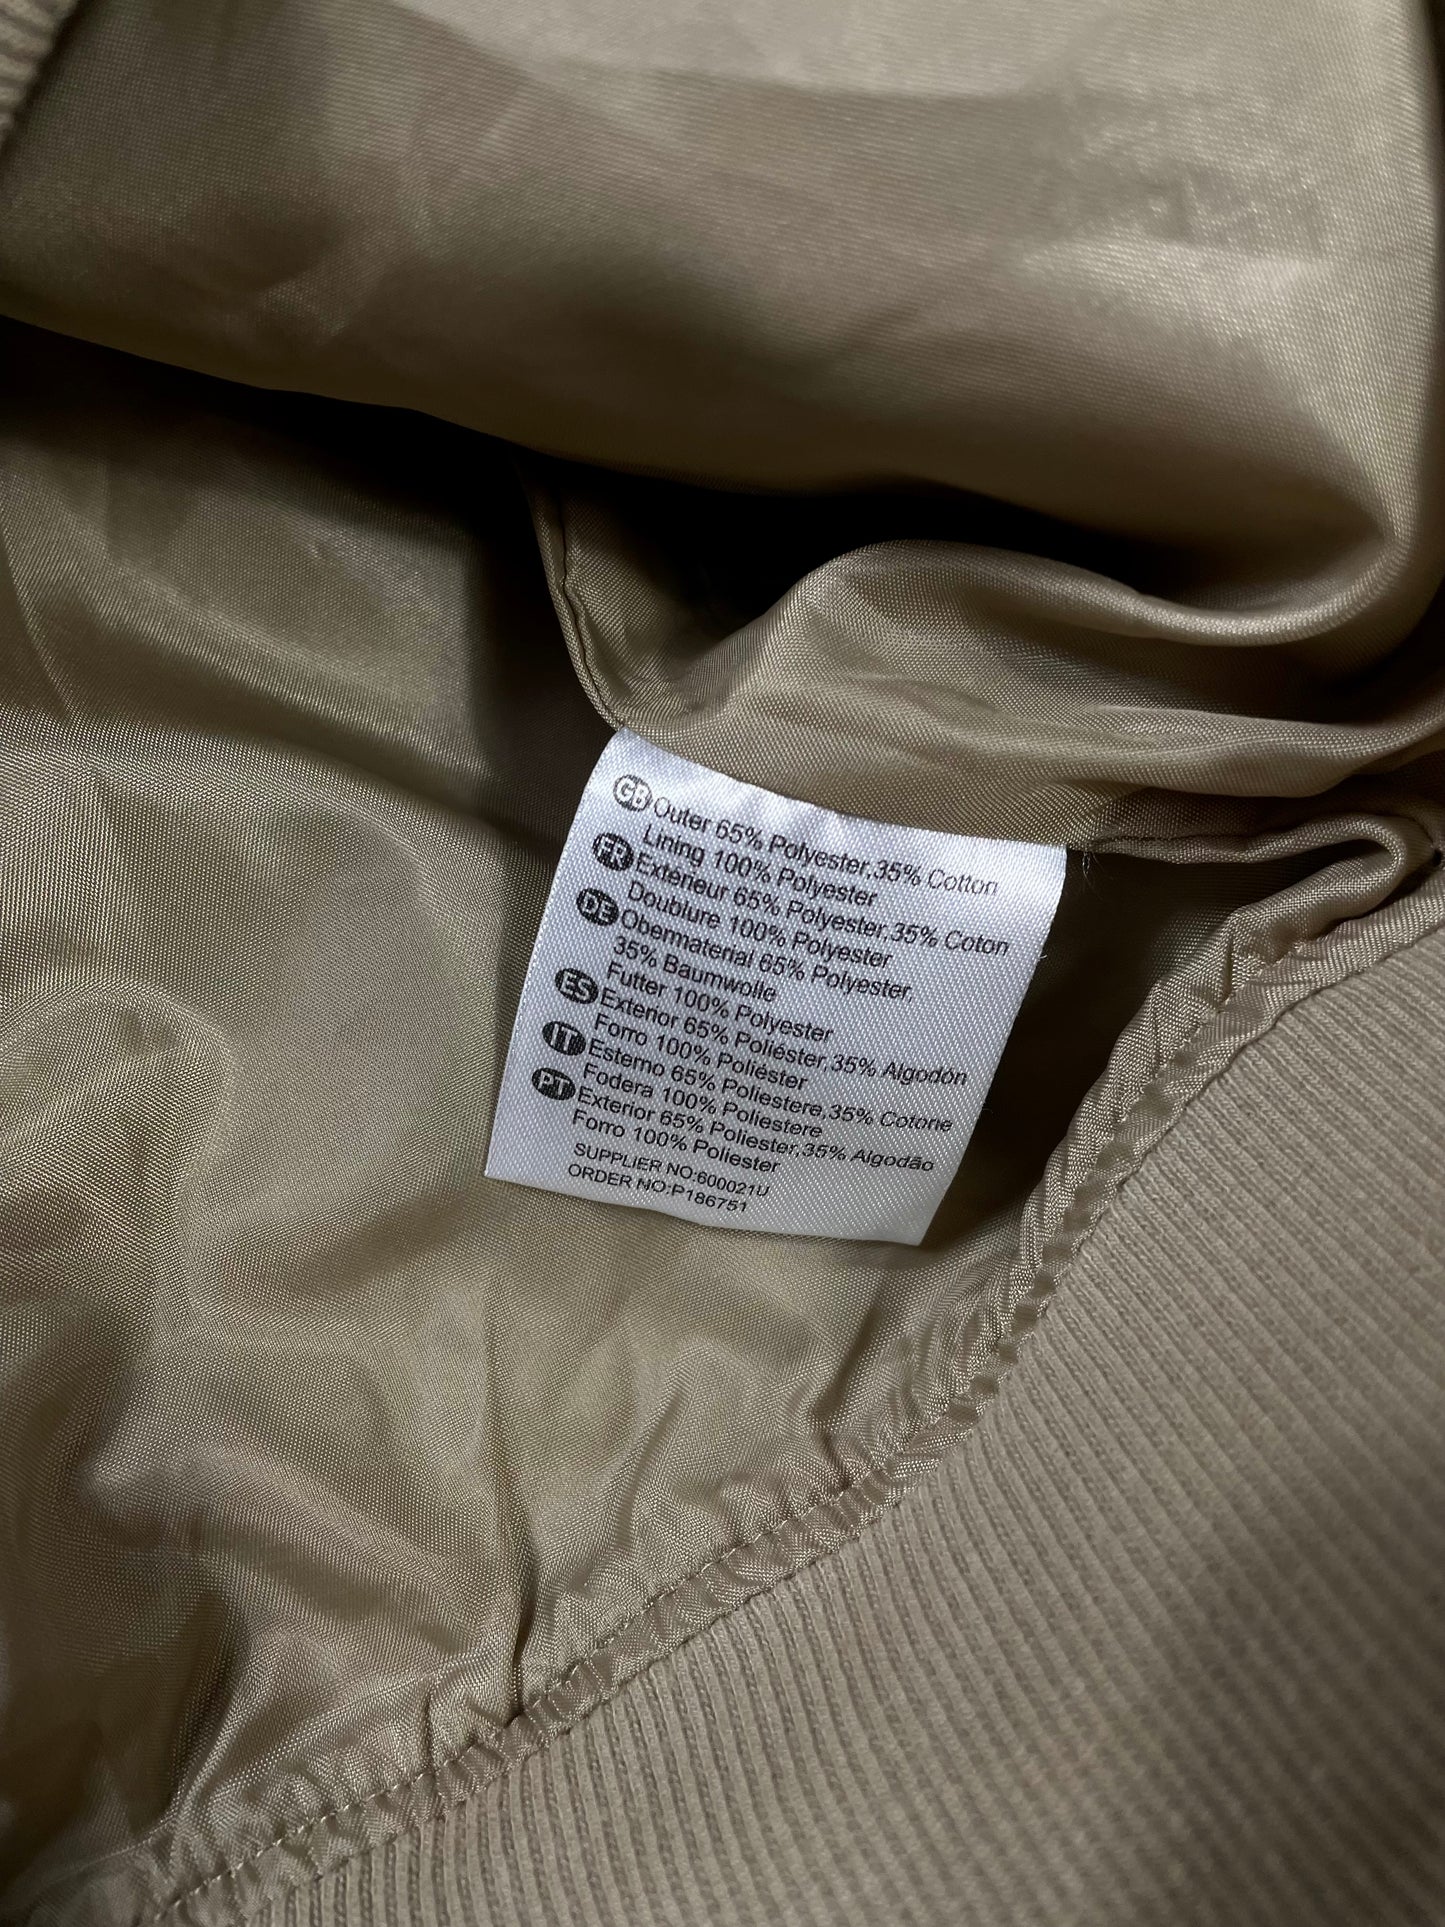 GB Outer 65% Polyester,35% Cotton
Lining 100% Polyester
FR Extérieur 65% Polyester,35% Coton
Doublure 100% Polyester
DE Obermaterial 65% Polyester,
35% Baumwolle
Futter 100% Polyester
ES Exterior 65% Poliéster,35% Algodón
Forro 100% Poliéster
IT Esterno 65% Poliestere,35% Cotone
Fodera 100% Poliestere
PT Exterior 65% Poliester,35% Algodão
Forro 100% Poliester
SUPPLIER NO:600021U
ORDER NO:P186751